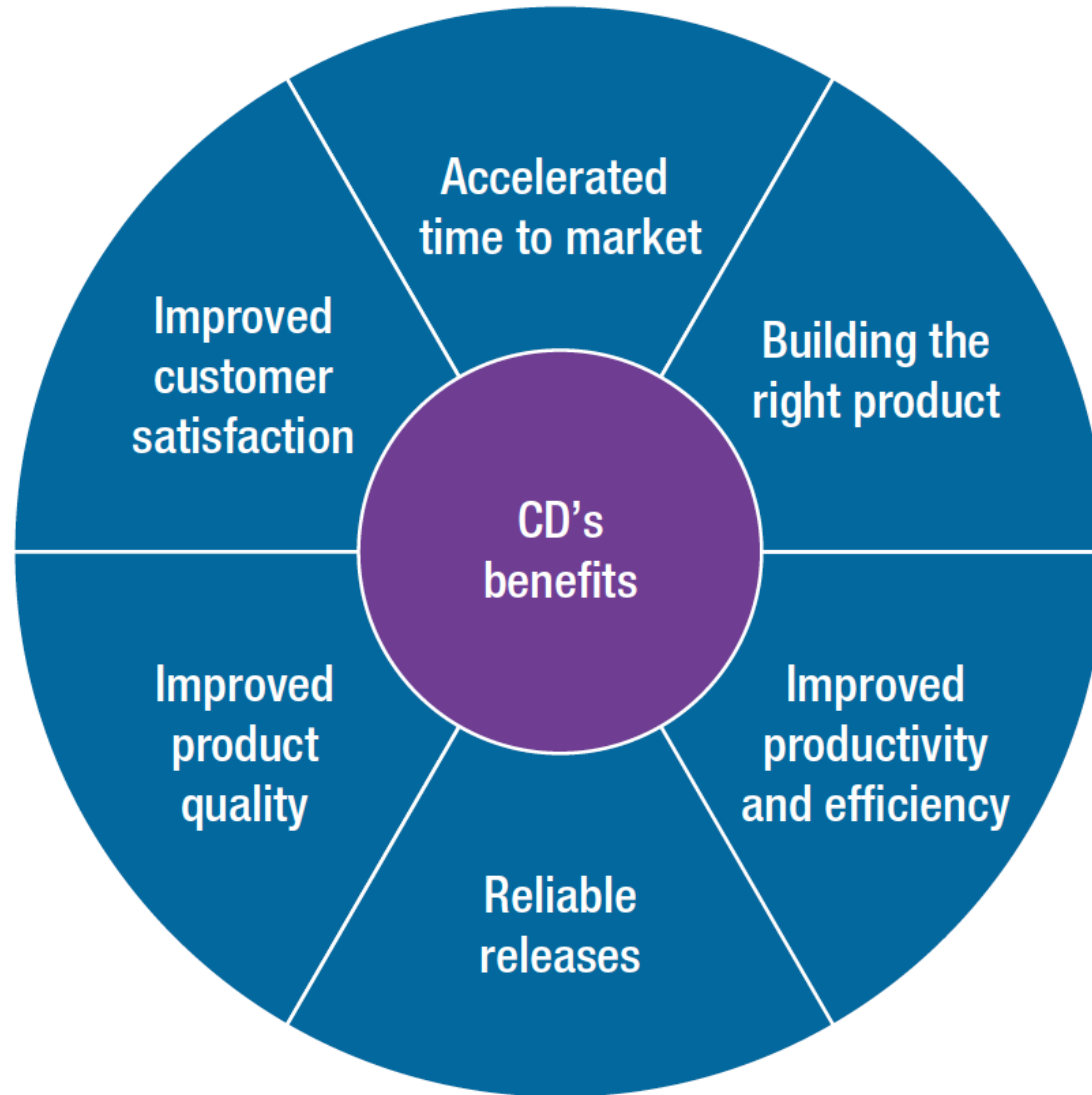 Accelerated
time to market
Building the
right product
Improved
productivity
and efficiency
Reliable
releases
Improved
product
quality
Improved
customer
satisfaction
CD’s
benefits